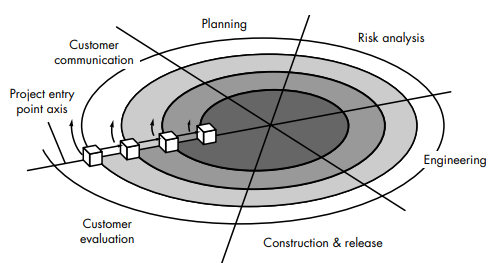 Planning
Risk analysis
Customer
communication
Project entry
point axis
Engineering
Customer
evaluation
Construction & release